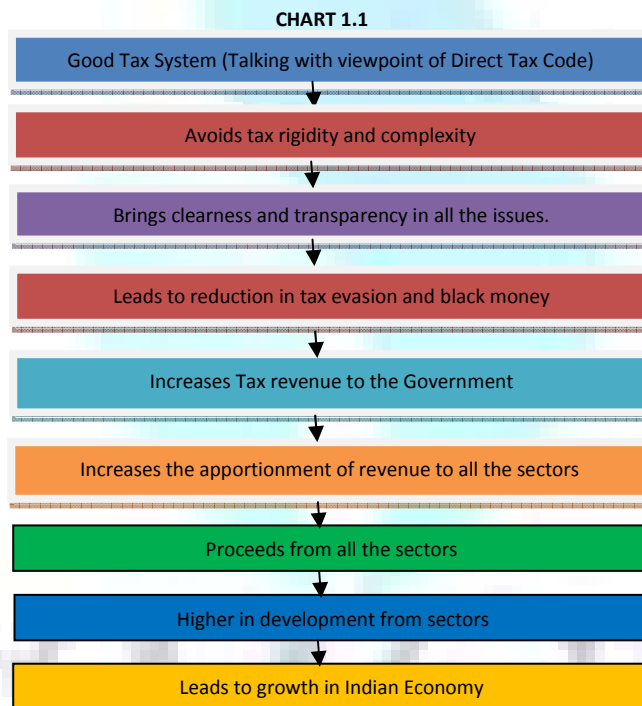 CHART 1.1
Good Tax System (Talking with viewpoint of Direct Tax Code)
Avoids tax rigidity and complexity
Brings clearness and transparency in all the issues.
Leads to reduction in tax evasion and black money
Increases Tax revenue to the Government
Increases the apportionment of revenue to all the sectors
Proceeds from all the sectors
Higher in development from sectors
Leads to growth in Indian Economy